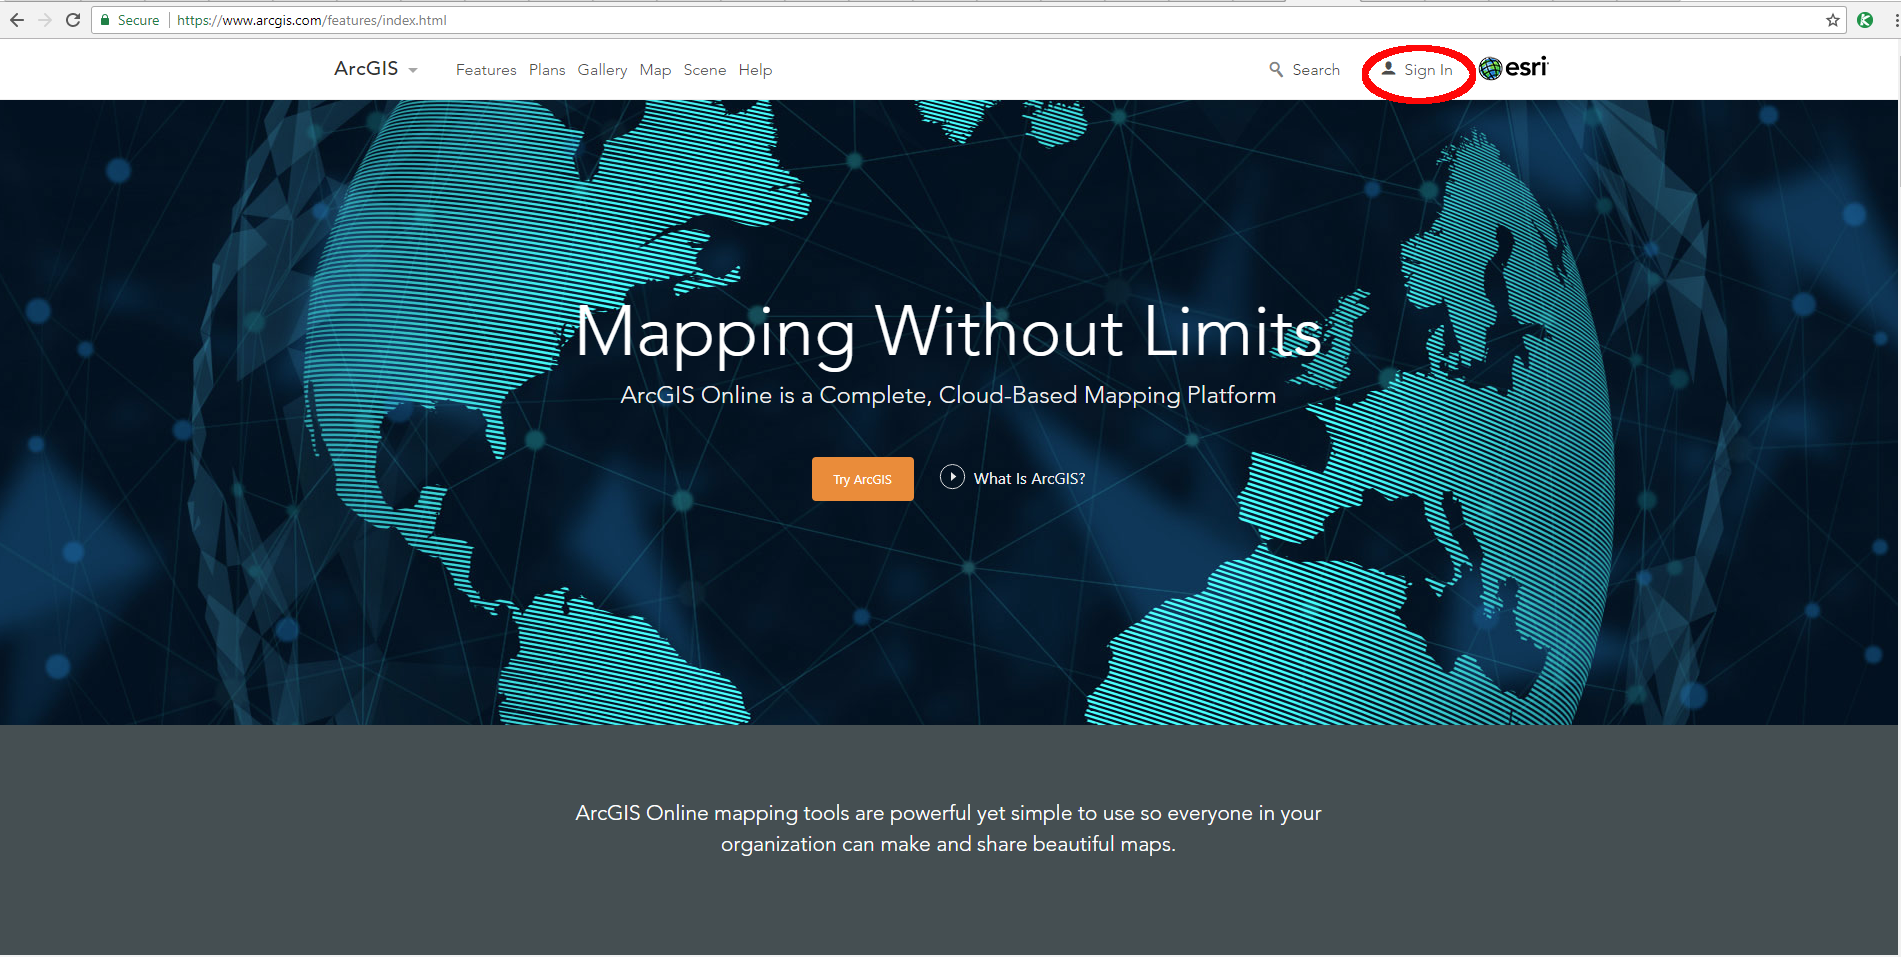 Secure https://www.arcgis.com/features/index.html
ArcGIS Features Plans Gallery Map Scene Help Search Sign In esri
Mapping Without Limits
ArcGIS Online is a Complete, Cloud-Based Mapping Platform
Try ArcGIS What Is ArcGIS?
ArcGIS Online mapping tools are powerful yet simple to use so everyone in your
organization can make and share beautiful maps.